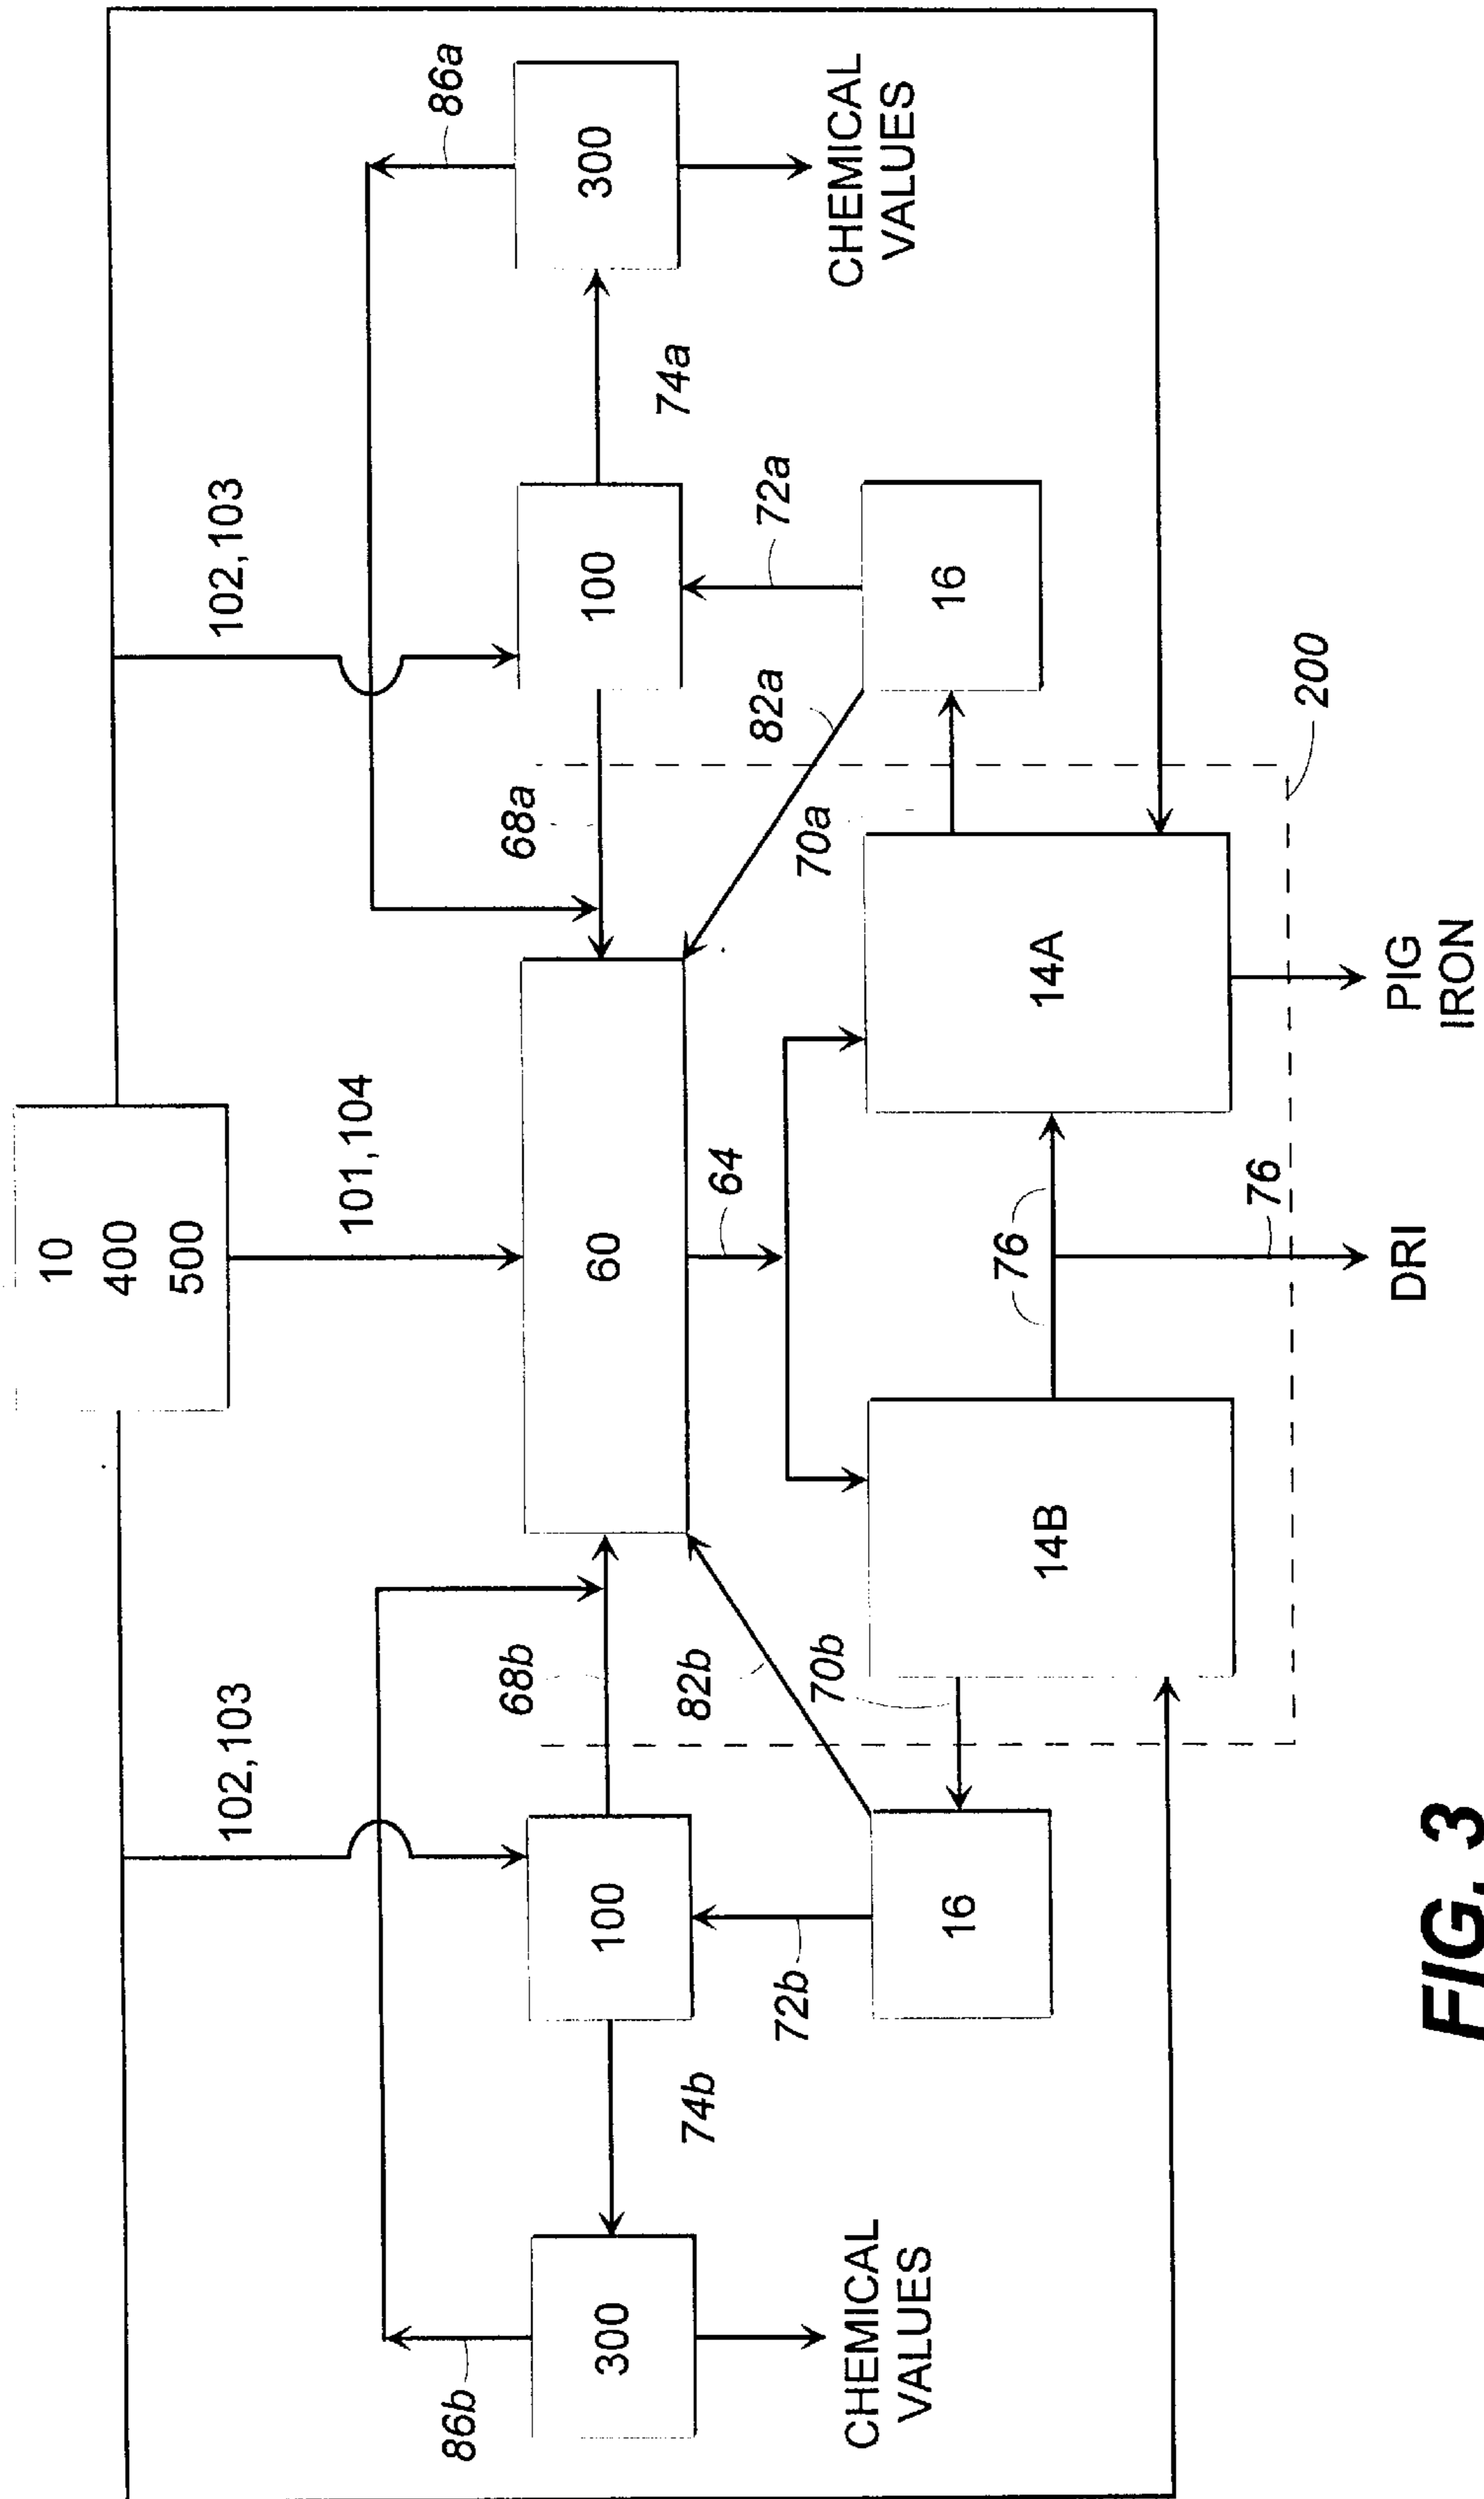 10
400
500
102,103
101,104
102,103
86b
86a
300
74b
100
68b
60
68a
100
74a
300
82b
64
82a
72b
72a
CHEMICAL
VALUES
CHEMICAL
VALUES
70b
70a
16
14B
76
14A
16
76
200
DRI
PIG
IRON
FIG. 3